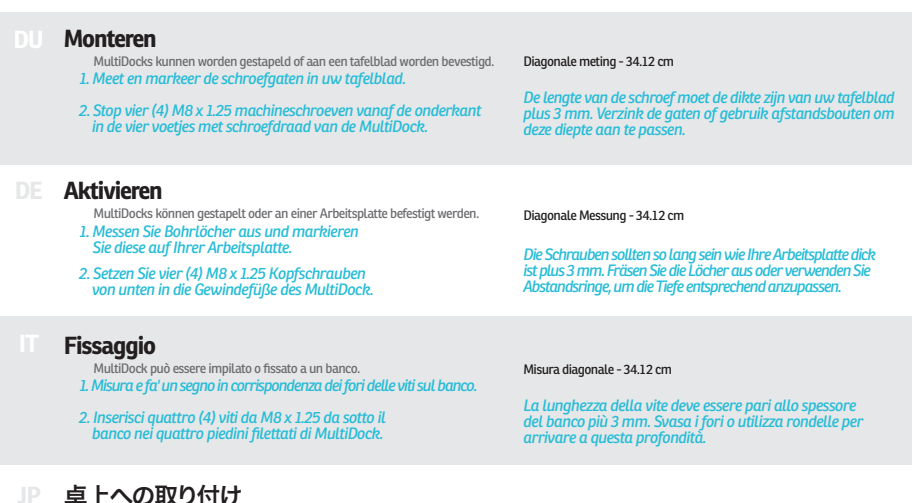 DU Monteren
MultiDocks kunnen worden gestapeld of aan een tafelblad worden bevestigd.
1. Meet en markeer de schroefgaten in uw tafelblad.
2. Stop vier (4) M8 x 1.25 machineschroeven vanaf de onderkant
in de vier voetjes met schroefdraad van de MultiDock.
Diagonale meting - 34.12 cm
De lengte van de schroef moet de dikte zijn van uw tafelblad
plus 3 mm. Verzink de gaten of gebruik afstandsbouten om
deze diepte aan te passen.
DE Aktivieren
MultiDocks können gestapelt oder an einer Arbeitsplatte befestigt werden.
1. Messen Sie Bohrlöcher aus und markieren
Sie diese auf Ihrer Arbeitsplatte.
2. Setzen Sie vier (4) M8 x 1.25 Kopfschrauben
von unten in die Gewindefüße des MultiDock.
Diagonale Messung - 34.12 cm
Die Schrauben sollten so lang sein wie Ihre Arbeitsplatte dick
ist plus 3 mm. Fräsen Sie die Löcher aus oder verwenden Sie
Abstandsringe, um die Tiefe entsprechend anzupassen.
IT Fissaggio
MultiDock può essere impilato o fissato a un banco.
1. Misura e fa' un segno in corrispondenza dei fori delle viti sul banco.
2. Inserisci quattro (4) viti da M8 x 1.25 da sotto il
banco nei quattro piedini filettati di MultiDock.
Misura diagonale - 34.12 cm
La lunghezza della vite deve essere pari allo spessore
del banco più 3 mm. Svasa i fori o utilizza rondelle per
arrivare a questa profondità.
JP 卓上への取り付け